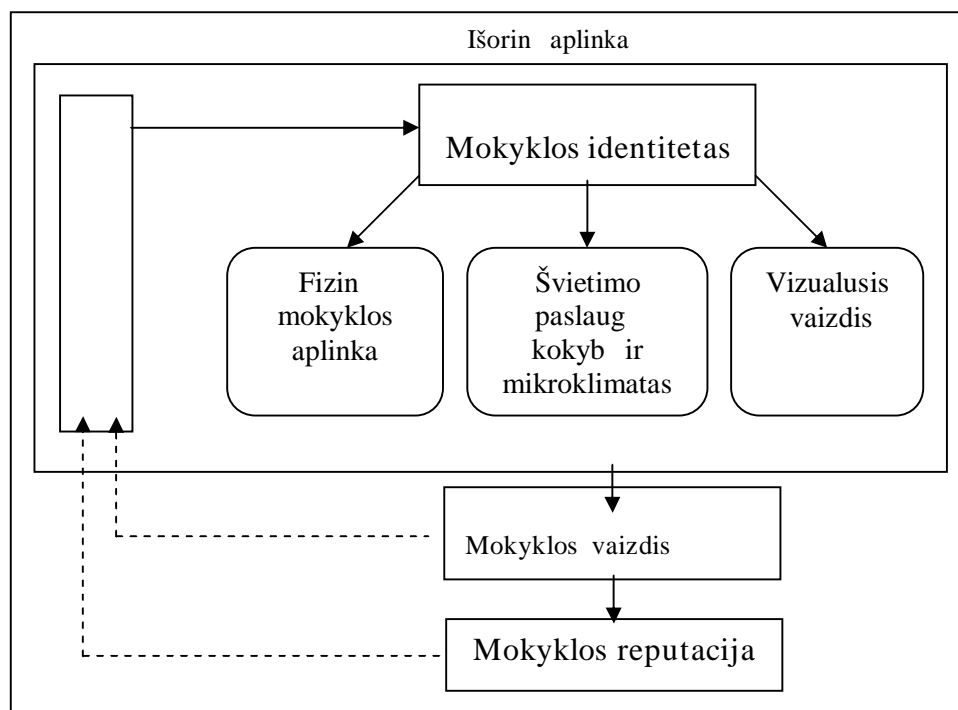 Išorin aplinka
Mokyklos identitetas
Fizin
mokyklos
aplinka
Švietimo
paslaug
kokyb ir
mikroklimatas
Vizualusis
vaizdis
Mokyklos vaizdis
Mokyklos reputacija